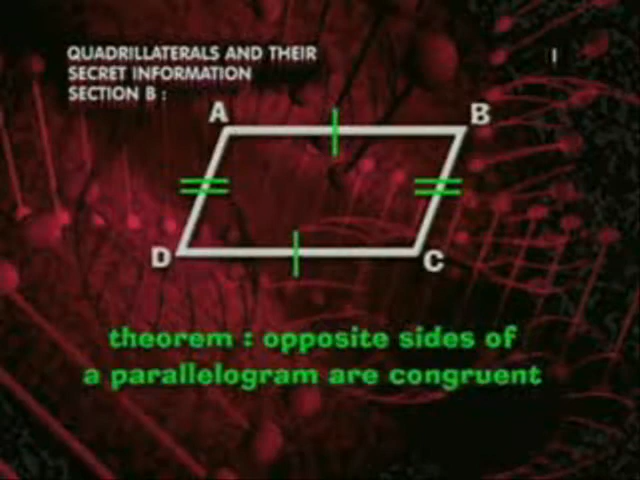 QUADRILLATERALS AND THEIR
SECRET INFORMATION
SECTION B :
A
B
D
C
theorem : opposite sides of
a parallelogram are congruent